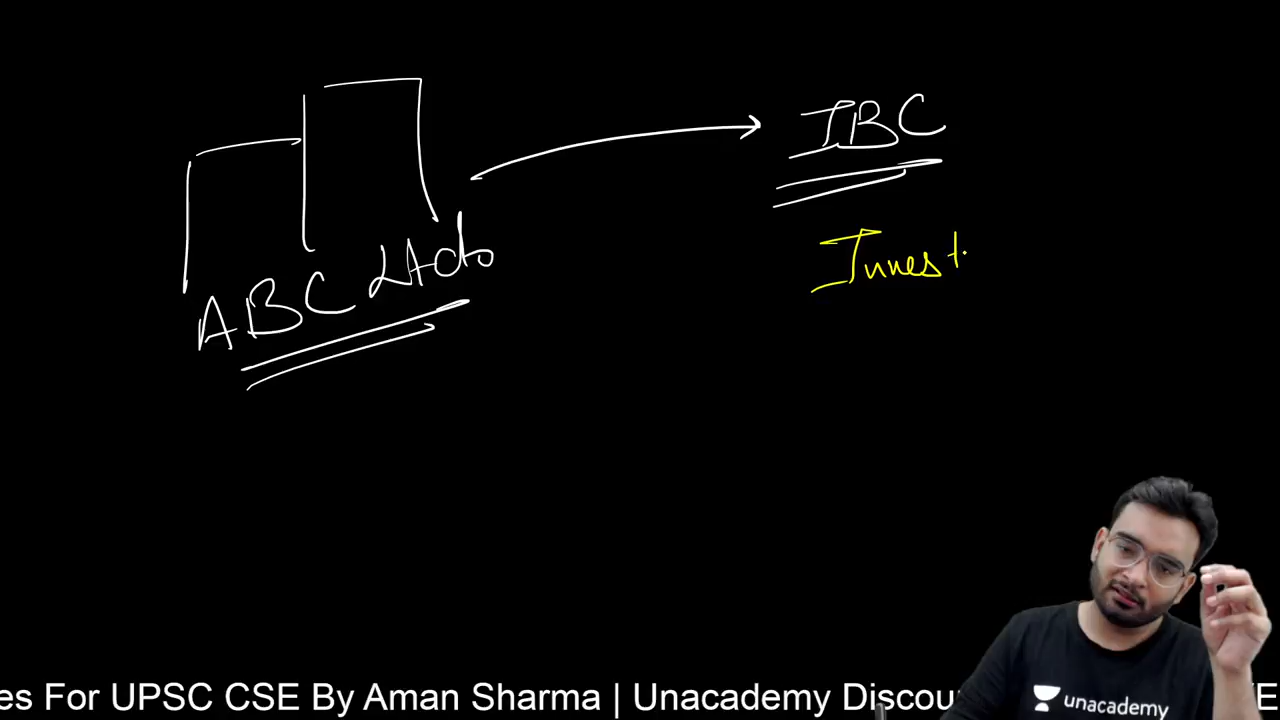 IBC
Invest
ABC Ltd
es For UPSC CSE By Aman Sharma | Unacademy Discou
unacademy
E